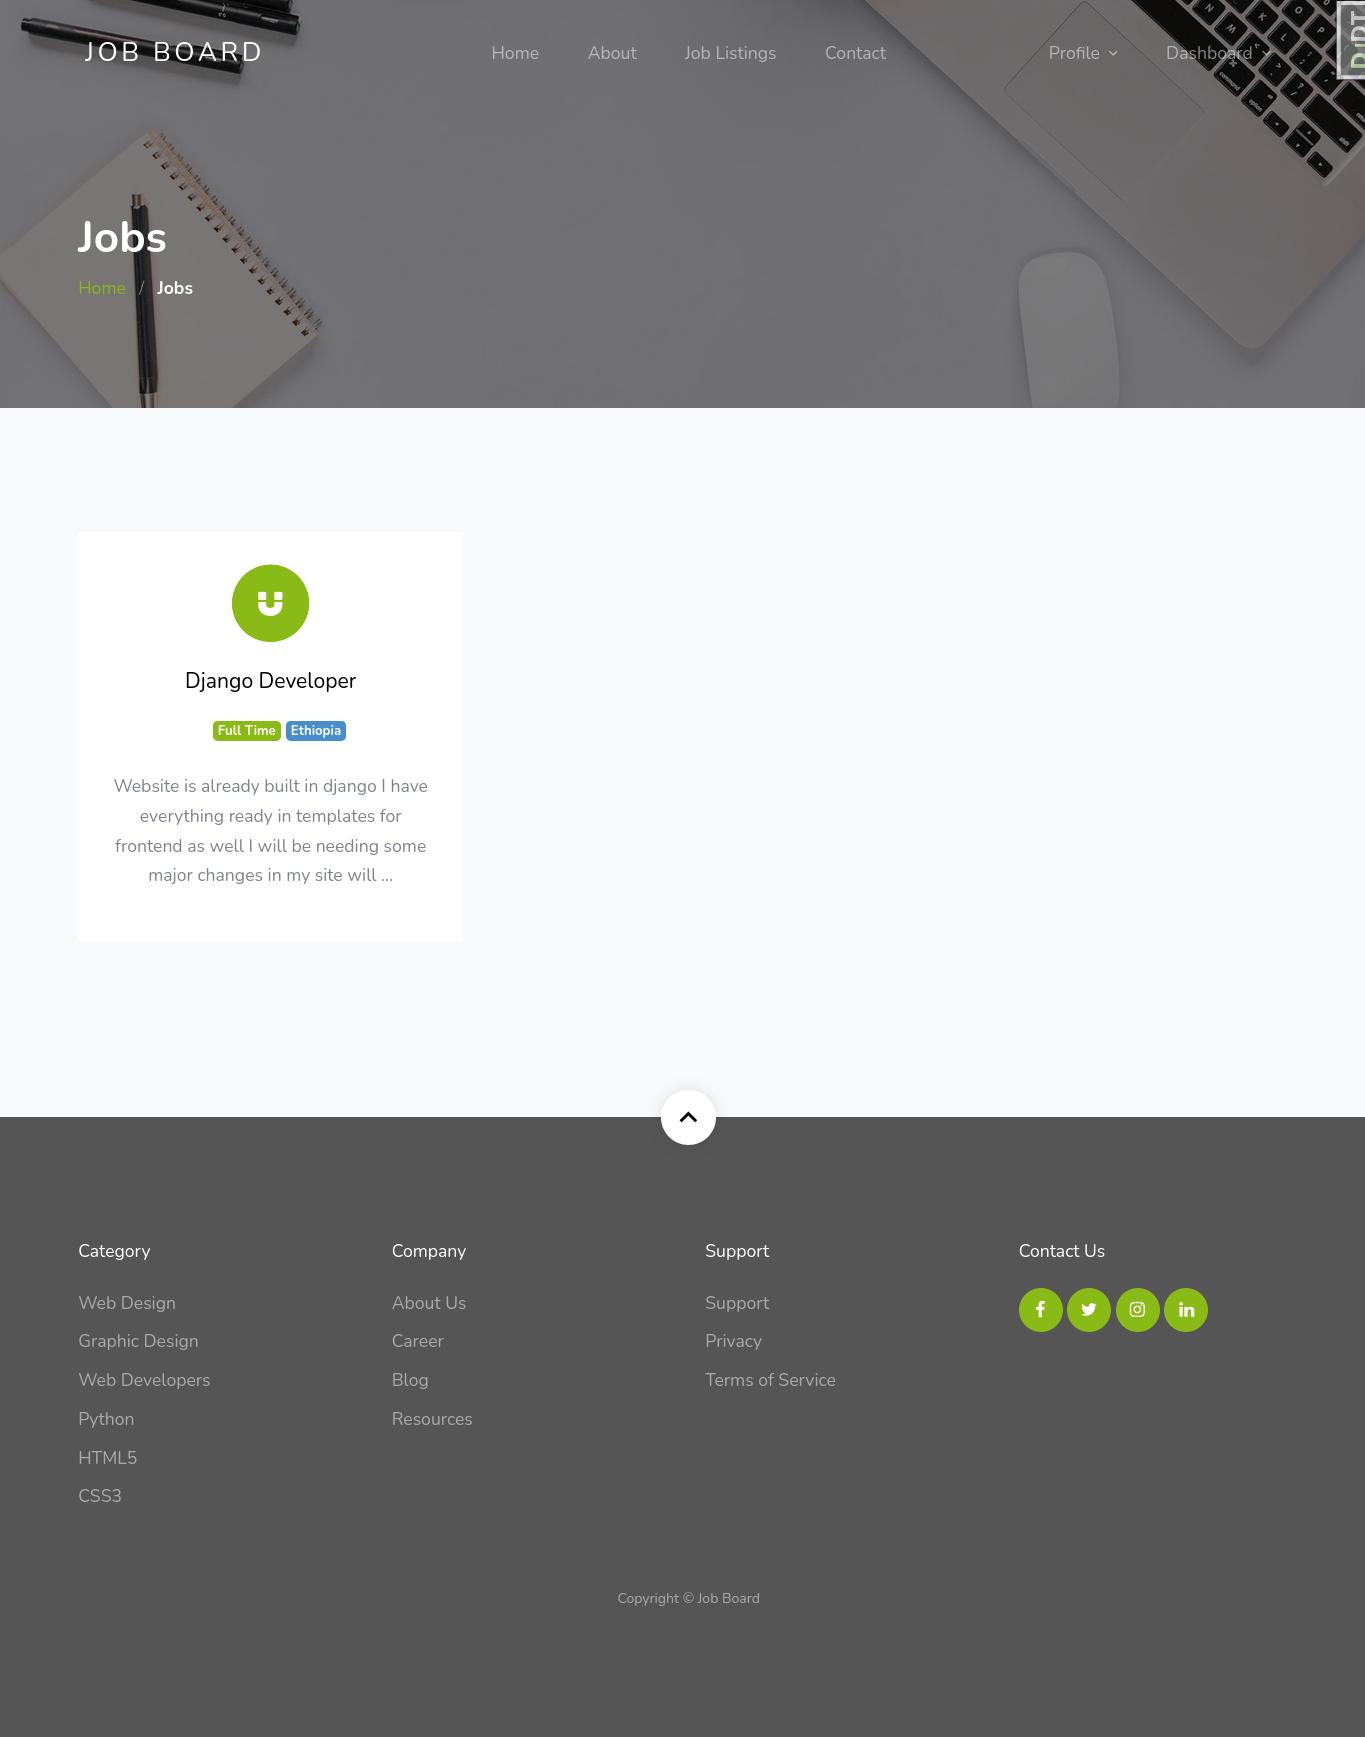 JOB BOARD
Home About Job Listings Contact Profile Dashboard
Jobs
Home / Jobs
Django Developer
Full Time Ethiopia
Website is already built in django I have
everything ready in templates for
frontend as well I will be needing some
major changes in my site will ...
Category
Web Design
Graphic Design
Web Developers
Python
HTML5
CSS3
Company
About Us
Career
Blog
Resources
Support
Support
Privacy
Terms of Service
Contact Us
Copyright © Job Board